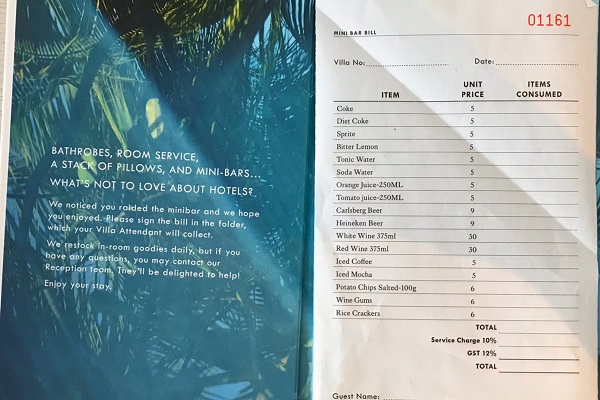 BATHROBES, ROOM SERVICE,
A STACK OF PILLOWS, AND MINI-BARS...
WHAT'S NOT TO LOVE ABOUT HOTELS?
We noticed you raided the minibar and we hope
you enjoyed. Please sign the bill in the folder,
which your Villa Attendant will collect.
We restock in-room goodies daily, but if you
have any questions, you may contact our
Reception team. They'll be delighted to help!
Enjoy your stay.
01161
MINI BAR BILL
Villa No: Date:
ITEM UNIT PRICE ITEMS CONSUMED
Coke 5
Diet Coke 5
Sprite 5
Bitter Lemon 5
Tonic Water 5
Soda Water 5
Orange Juice-250ML 5
Tomato juice-250ML 5
Carlsberg Beer 9
Heineken Beer 9
White Wine 375ml 30
Red Wine 375ml 30
Iced Coffee 5
Iced Mocha 5
Potato Chips Salted-100g 6
Wine Gums 6
Rice Crackers 6
TOTAL
Service Charge 10%
GST 12%
TOTAL
Guest Name: